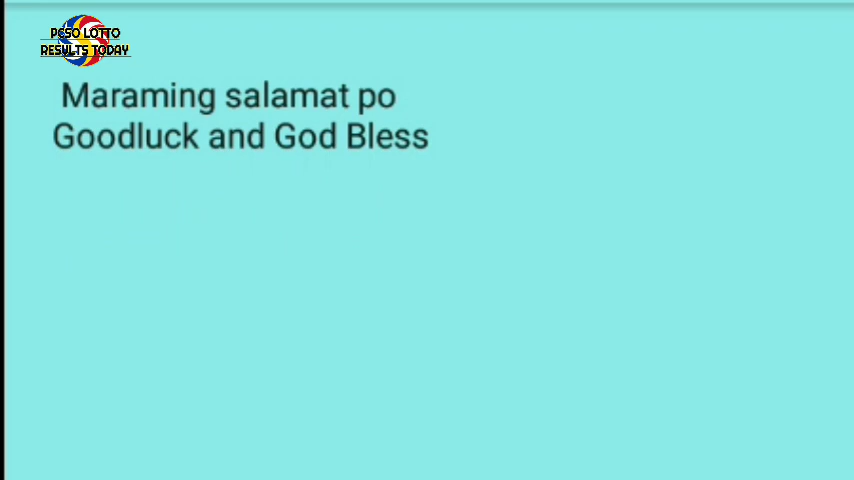 PCSO LOTTO
RESULTS TODAY
Maraming salamat po
Goodluck and God Bless